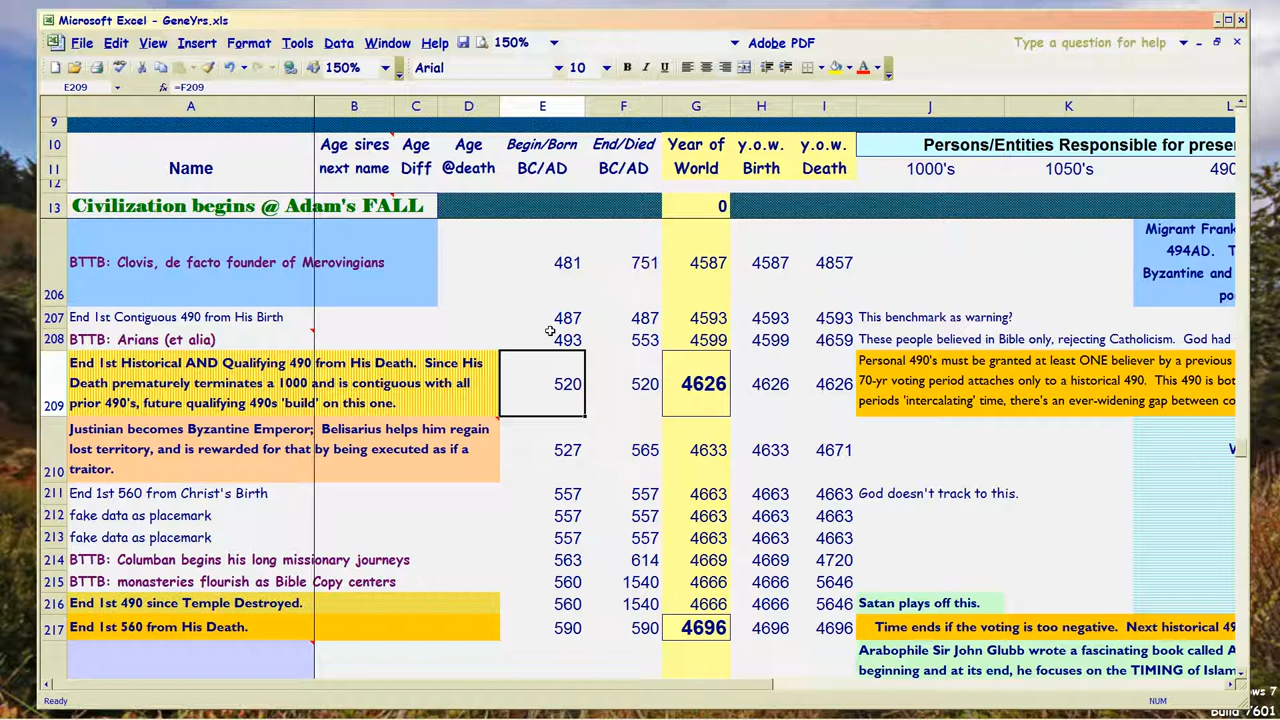 Microsoft Excel - GeneYrs.xls
File Edit View Insert Format Tools Data Window Help 150% Adobe PDF Type a question for help
150% Arial 10 B I U A
E209 =F209
A B C D E F G H I J K L
9
10 Age sires Age Age Begin/Born End/Died Year of y.o.w. y.o.w. Persons/Entities Responsible for prese
11 Name next name Diff @death BC/AD BC/AD World Birth Death 1000's 1050's 490
12
13 Civilization begins @ Adam's FALL 0
Migrant Frank
494AD. T
BTTB: Clovis, de facto founder of Merovingians 481 751 4587 4587 4857
Byzantine and
206 po
207 End 1st Contiguous 490 from His Birth 487 487 4593 4593 4593 This benchmark as warning?
208 BTTB: Arians (et alia) 493 553 4599 4599 4659 These people believed in Bible only, rejecting Catholicism. God had
End 1st Historical AND Qualifying 490 from His Death. Since His Personal 490's must be granted at least ONE believer by a previous
Death prematurely terminates a 1000 and is contiguous with all 520 520 4626 4626 4626 70-yr voting period attaches only to a historical 490. This 490 is bot
209 prior 490's, future qualifying 490s 'build' on this one. periods 'intercalating' time, there's an ever-widening gap between co
Justinian becomes Byzantine Emperor; Belisarius helps him regain
lost territory, and is rewarded for that by being executed as if a 527 565 4633 4633 4671 V
210 traitor.
211 End 1st 560 from Christ's Birth 557 557 4663 4663 4663 God doesn't track to this.
212 fake data as placemark 557 557 4663 4663 4663
213 fake data as placemark 557 557 4663 4663 4663
214 BTTB: Columban begins his long missionary journeys 563 614 4669 4669 4720
215 BTTB: monasteries flourish as Bible Copy centers 560 1540 4666 4666 5646
216 End 1st 490 since Temple Destroyed. 560 1540 4666 4666 5646 Satan plays off this.
217 End 1st 560 from His Death. 590 590 4696 4696 4696 Time ends if the voting is too negative. Next historical 49
Arabophile Sir John Glubb wrote a fascinating book called A
beginning and at its end, he focuses on the TIMING of Islam
Ready NUM
ows 7
Build 7601